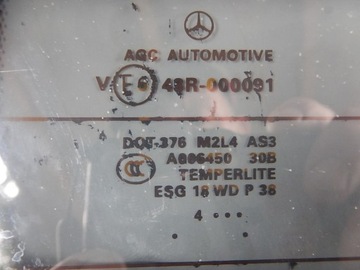 AGC AUTOMOTIVE
V E 43R-000091
DOT-376 M2L4 AS3
A006450 30B
TEMPERLITE
ESG 18 WD P 38
4 ...
. .